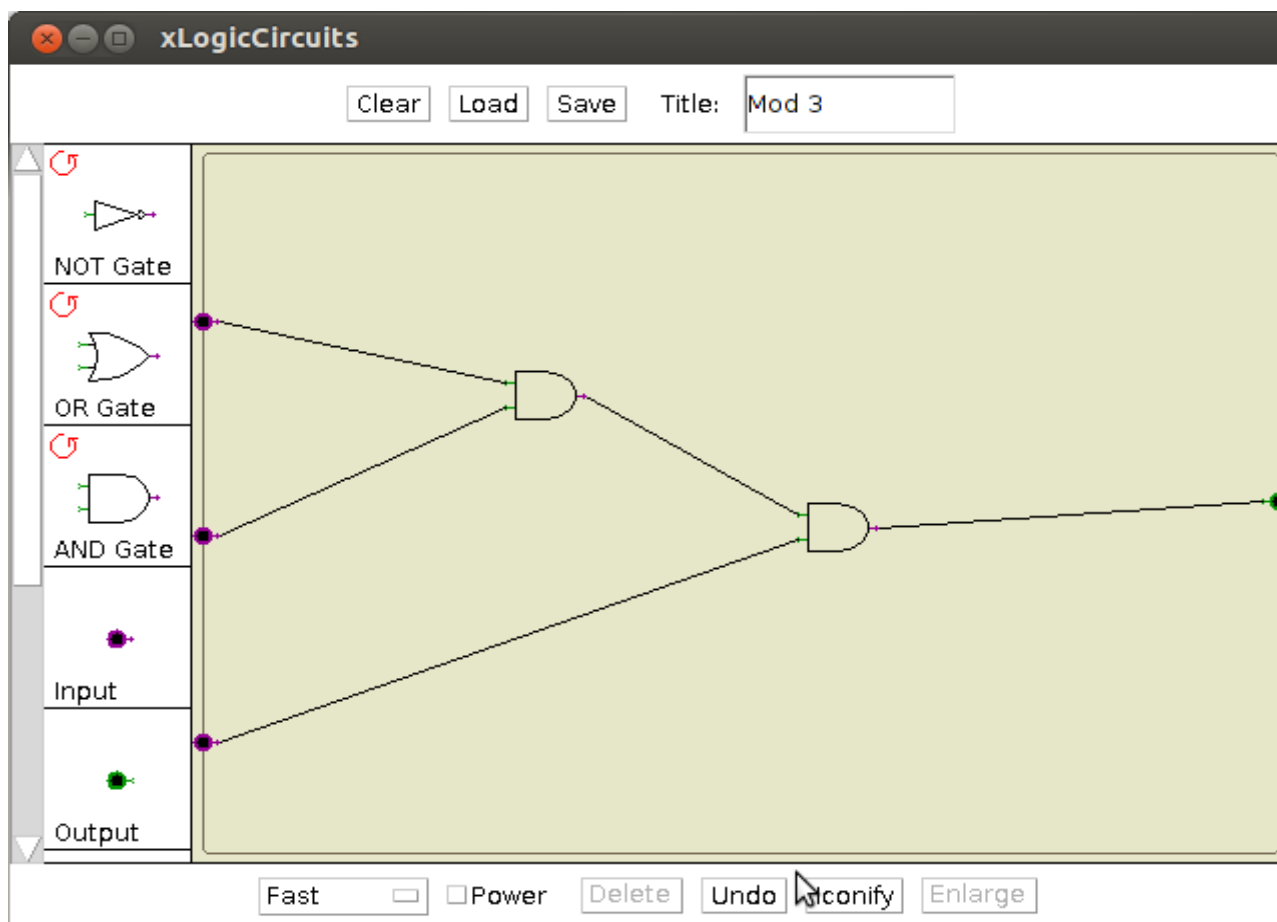 xLogicCircuits
Clear Load Save Title: Mod 3
NOT Gate
OR Gate
AND Gate
Input
Output
Fast Power Delete Undo Iconify Enlarge